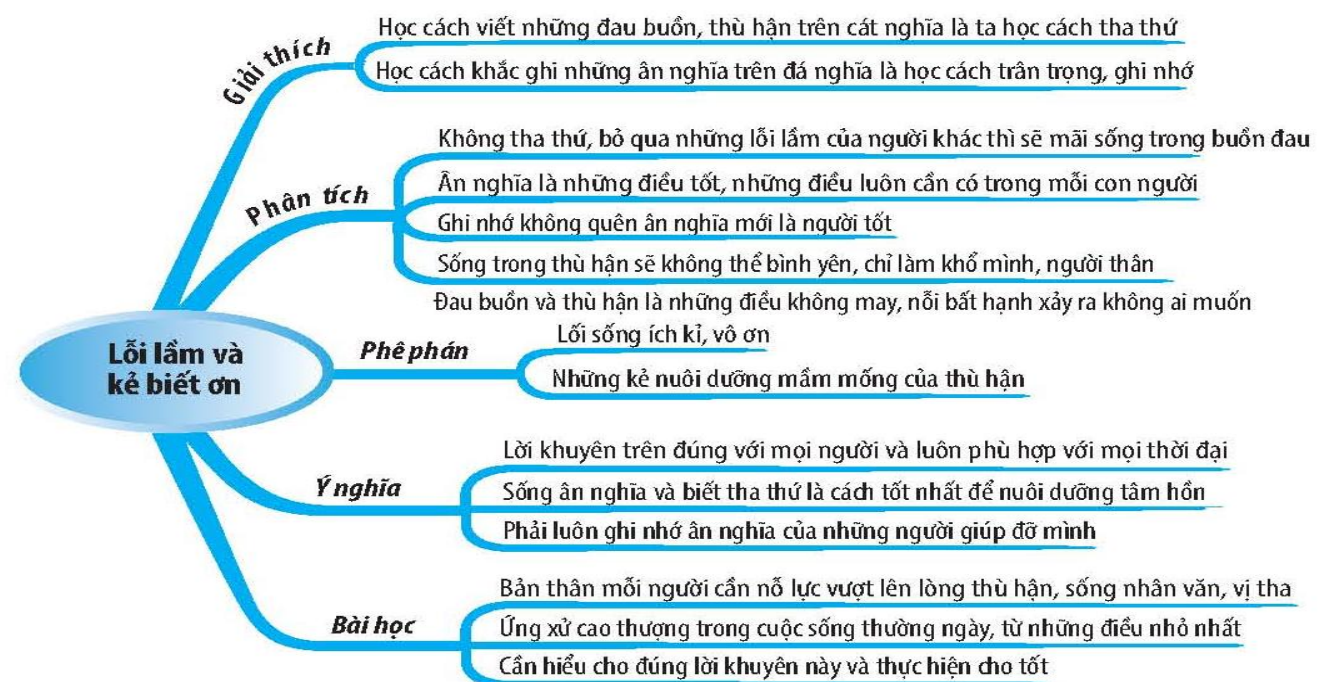 Giải thích
Học cách viết những đau buồn, thù hận trên cát nghĩa là ta học cách tha thứ
Học cách khắc ghi những ân nghĩa trên đá nghĩa là học cách trân trọng, ghi nhớ
Phân tích
Không tha thứ, bỏ qua những lỗi lầm của người khác thì sẽ mãi sống trong buồn đau
Ân nghĩa là những điều tốt, những điều luôn cần có trong mỗi con người
Ghi nhớ không quên ân nghĩa mới là người tốt
Sống trong thù hận sẽ không thể bình yên, chỉ làm khổ mình, người thân
Đau buồn và thù hận là những điều không may, nỗi bất hạnh xảy ra không ai muốn
Lỗi lầm và
kẻ biết ơn
Phê phán
Lối sống ích kỉ, vô ơn
Những kẻ nuôi dưỡng mầm mống của thù hận
Ý nghĩa
Lời khuyên trên đúng với mọi người và luôn phù hợp với mọi thời đại
Sống ân nghĩa và biết tha thứ là cách tốt nhất để nuôi dưỡng tâm hồn
Phải luôn ghi nhớ ân nghĩa của những người giúp đỡ mình
Bài học
Bản thân mỗi người cần nỗ lực vượt lên lòng thù hận, sống nhân văn, vị tha
Ứng xử cao thượng trong cuộc sống thường ngày, từ những điều nhỏ nhất
Cần hiểu cho đúng lời khuyên này và thực hiện cho tốt